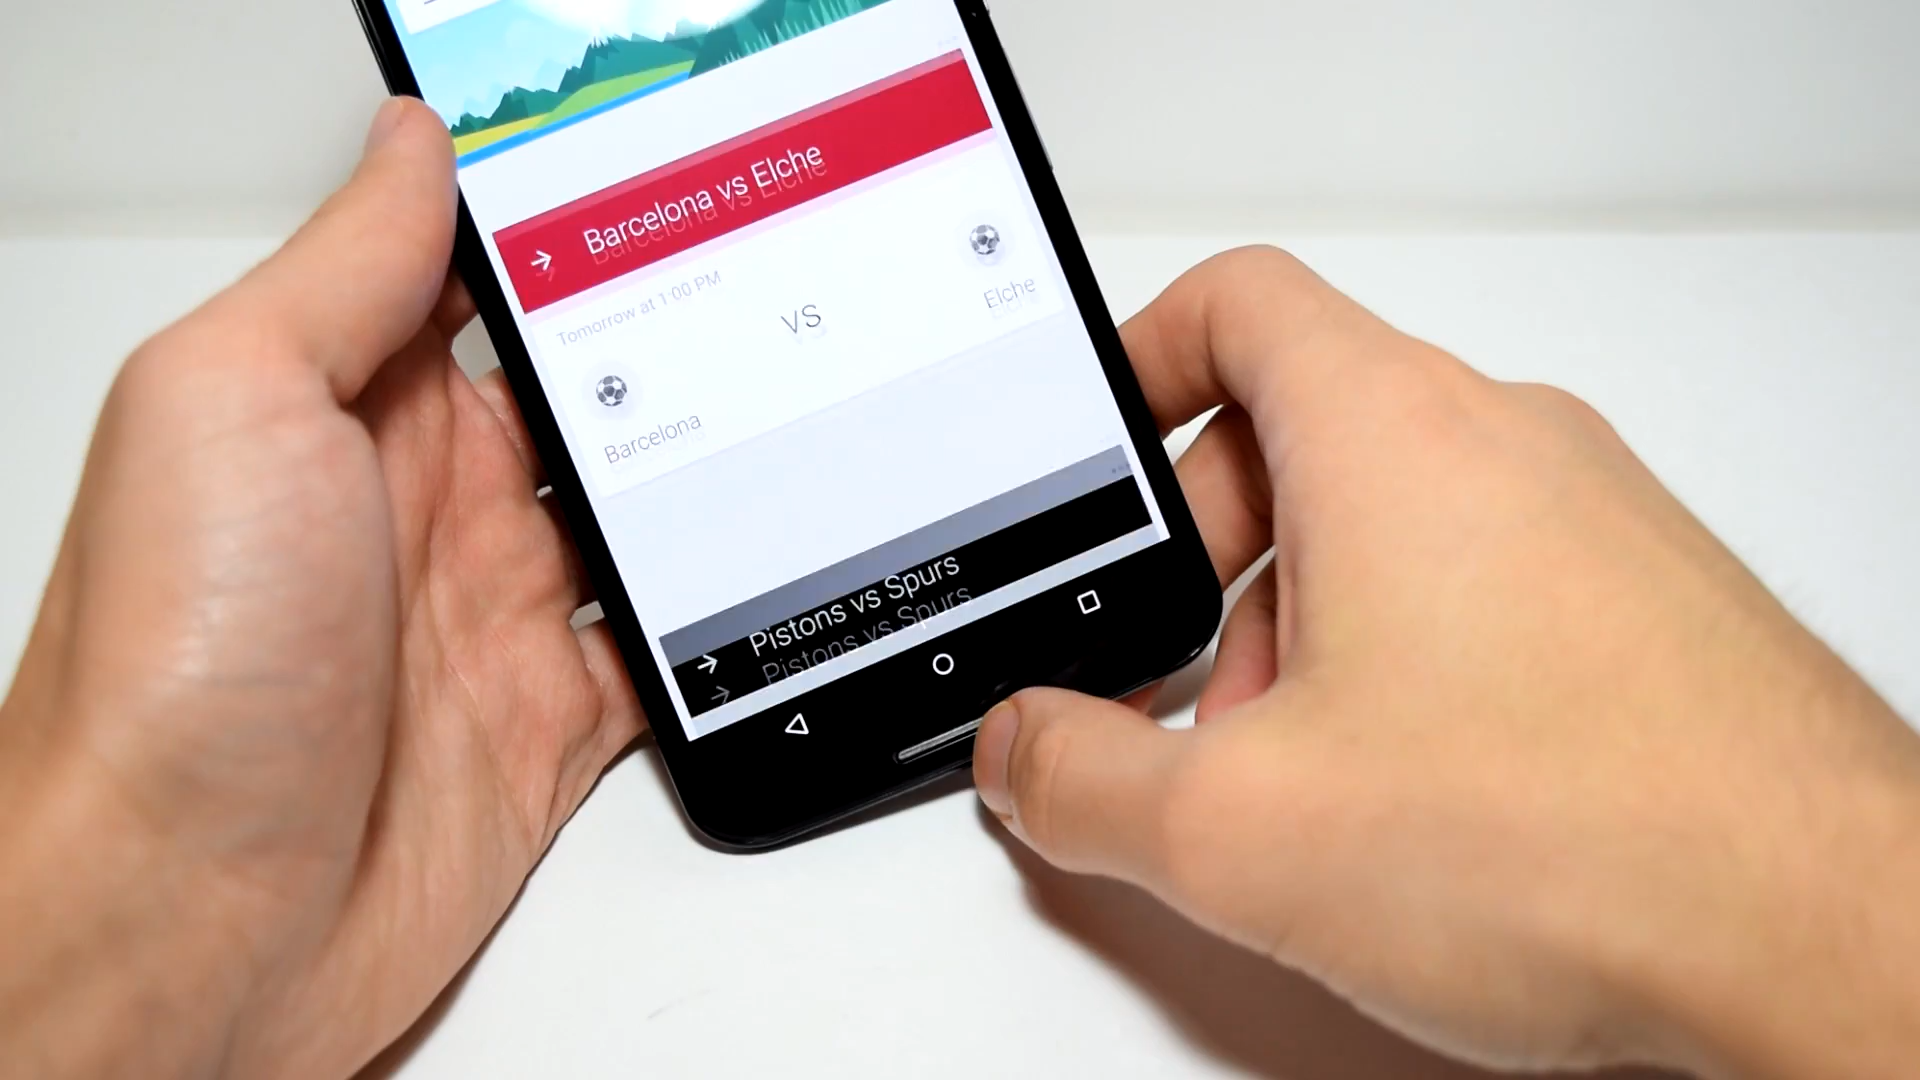 Barcelona vs Elche
Tomorrow at 1:00 PM
VS
Elche
Barcelona
Pistons vs Spurs